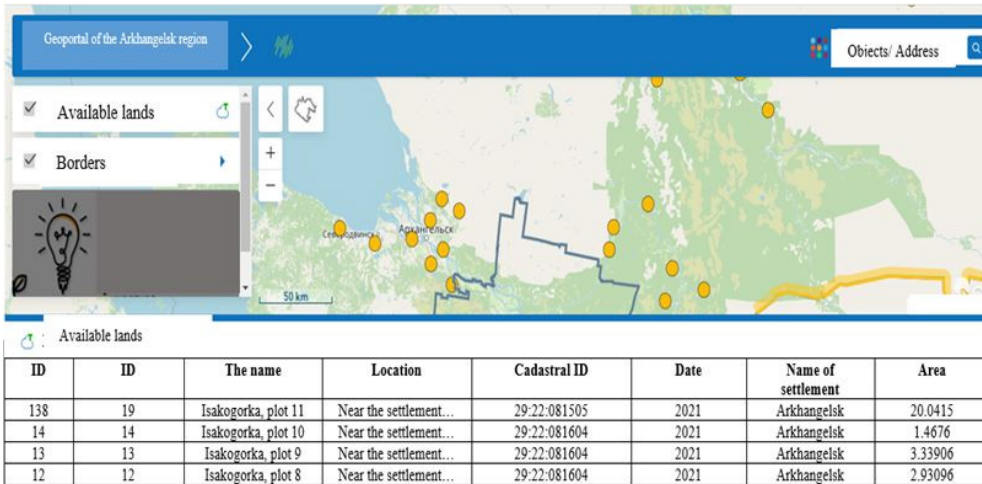 Geoportal of the Arkhangelsk region
Objects/ Address
Available lands
Borders
+
-
Северодвинск
Архангельск
50 km
Available lands
ID ID The name Location Cadastral ID Date Name of settlement Area
138 19 Isakogorka, plot 11 Near the settlement… 29:22:081505 2021 Arkhangelsk 20.0415
14 14 Isakogorka, plot 10 Near the settlement… 29:22:081604 2021 Arkhangelsk 1.4676
13 13 Isakogorka, plot 9 Near the settlement… 29:22:081604 2021 Arkhangelsk 3.33906
12 12 Isakogorka, plot 8 Near the settlement… 29:22:081604 2021 Arkhangelsk 2.93096